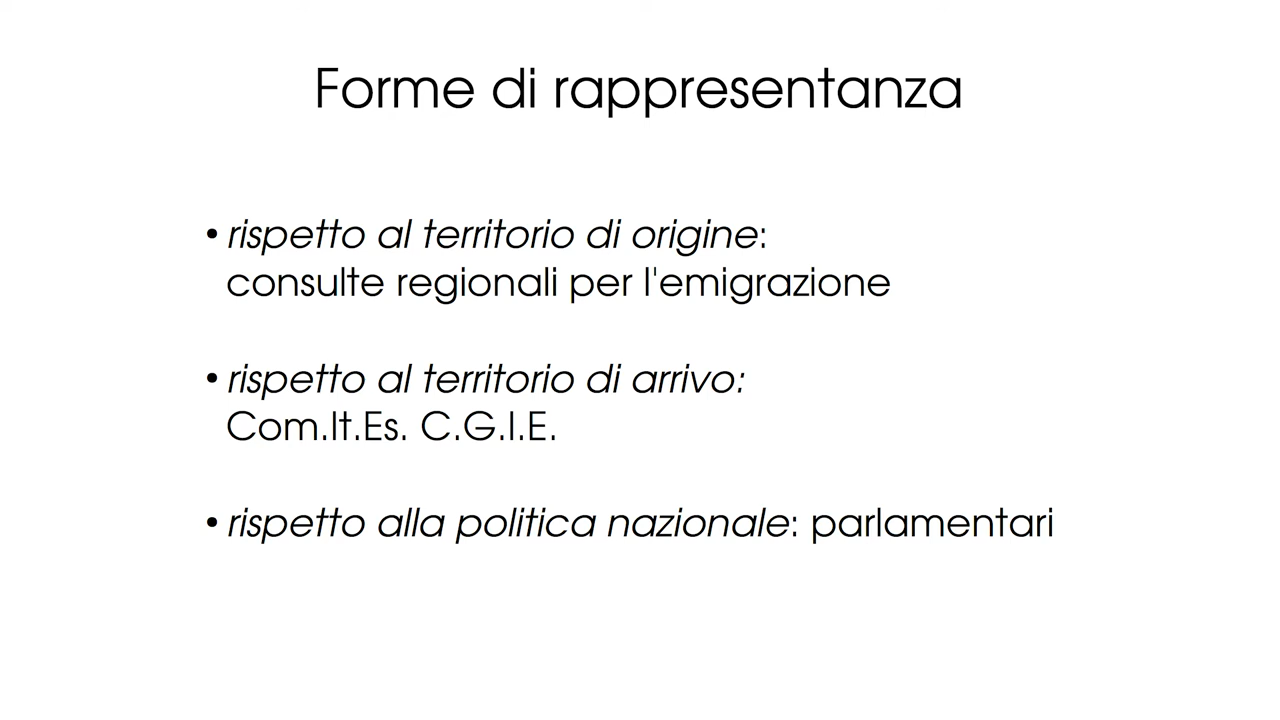 Forme di rappresentanza
• rispetto al territorio di origine:
consulte regionali per l'emigrazione
• rispetto al territorio di arrivo:
Com.It.Es. C.G.I.E.
• rispetto alla politica nazionale: parlamentari